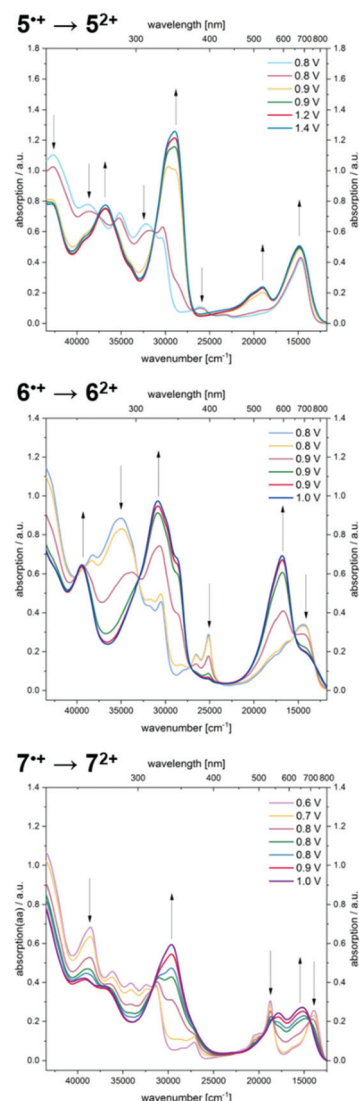 5•+ → 5²⁺
wavelength [nm]
300 400 500 600 700 800
1.8
1.6
1.4
1.2
1.0
0.8
0.6
0.4
0.2
0.0
absorption / a.u.
0.8 V
0.8 V
0.9 V
0.9 V
1.2 V
1.4 V
40000 35000 30000 25000 20000 15000
wavenumber [cm⁻¹]
6•+ → 6²⁺
wavelength [nm]
300 400 500 600 700 800
1.4
1.2
1.0
0.8
0.6
0.4
0.2
0.0
absorption / a.u.
0.8 V
0.8 V
0.9 V
0.9 V
0.9 V
1.0 V
40000 35000 30000 25000 20000 15000
wavenumber [cm⁻¹]
7•+ → 7²⁺
wavelength [nm]
300 400 500 600 700 800
1.4
1.2
1.0
0.8
0.6
0.4
0.2
0.0
absorption(aa) / a.u.
0.6 V
0.7 V
0.8 V
0.8 V
0.8 V
0.9 V
1.0 V
40000 35000 30000 25000 20000 15000
wavenumber [cm⁻¹]